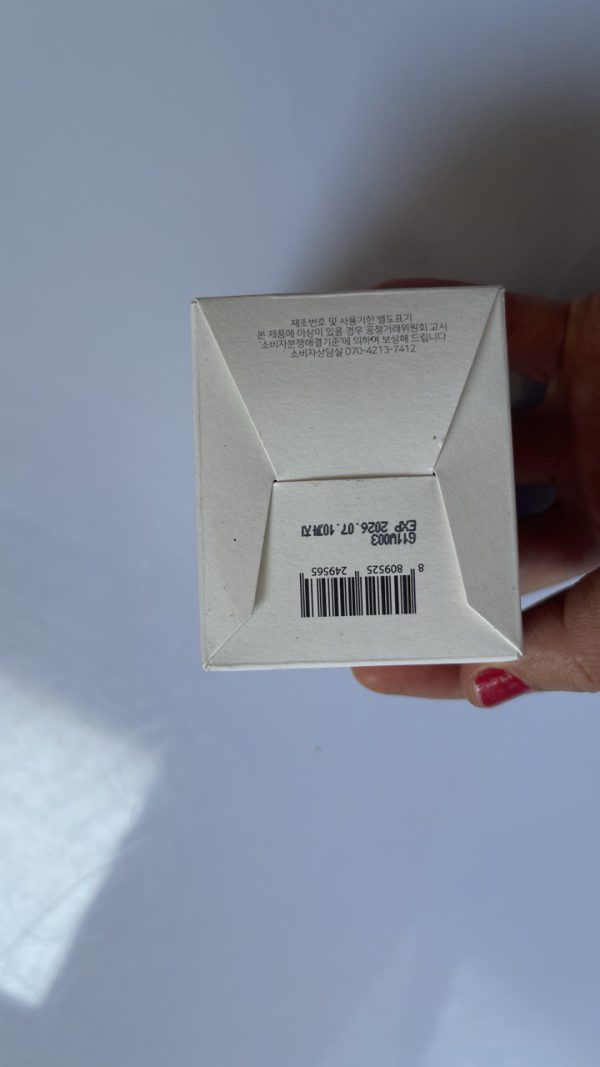 제조번호 및 사용기한 별도표기
본 제품에 이상이 있을 경우 공정거래위원회 고시
'소비자분쟁해결기준'에 의하여 보상해 드립니다
소비자상담실 070-4213-7412
8 809525 249565
611W003
EXP 2026.07.10까지